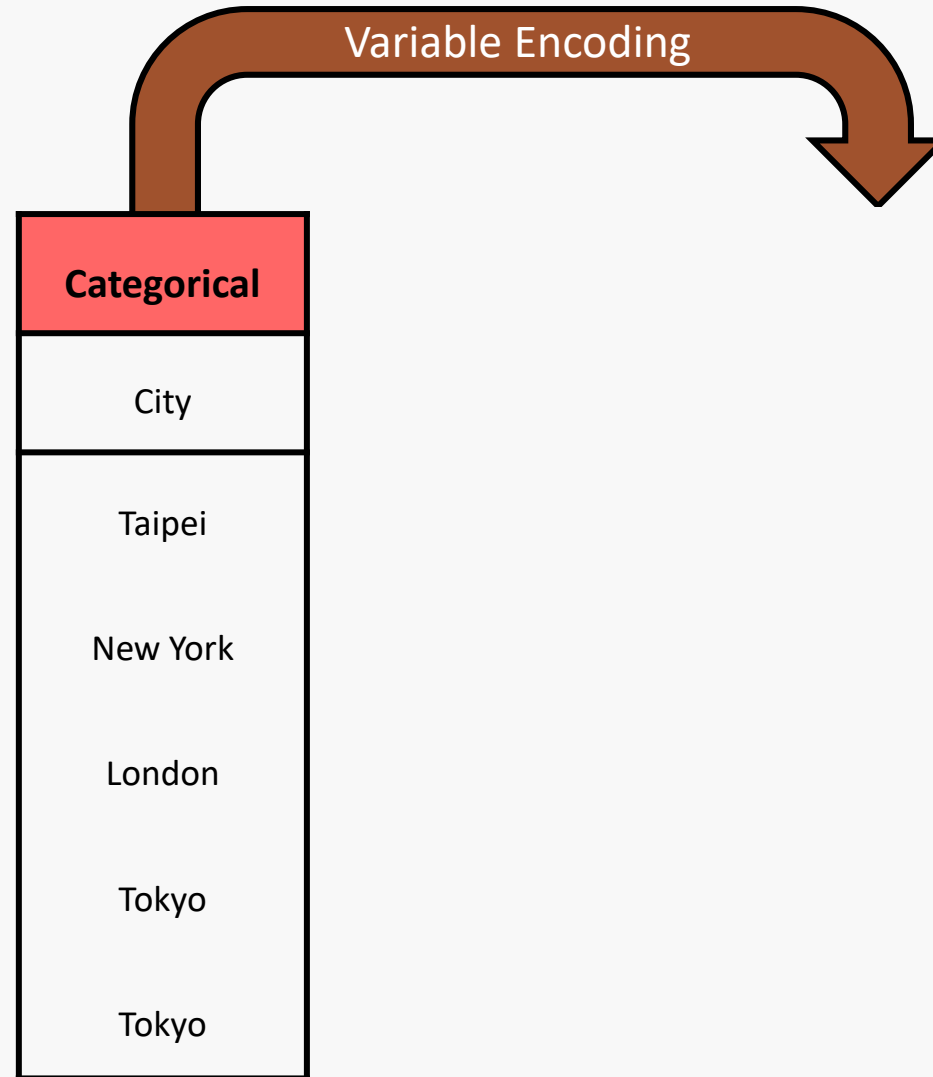 Variable Encoding
Categorical
City
Taipei
New York
London
Tokyo
Tokyo